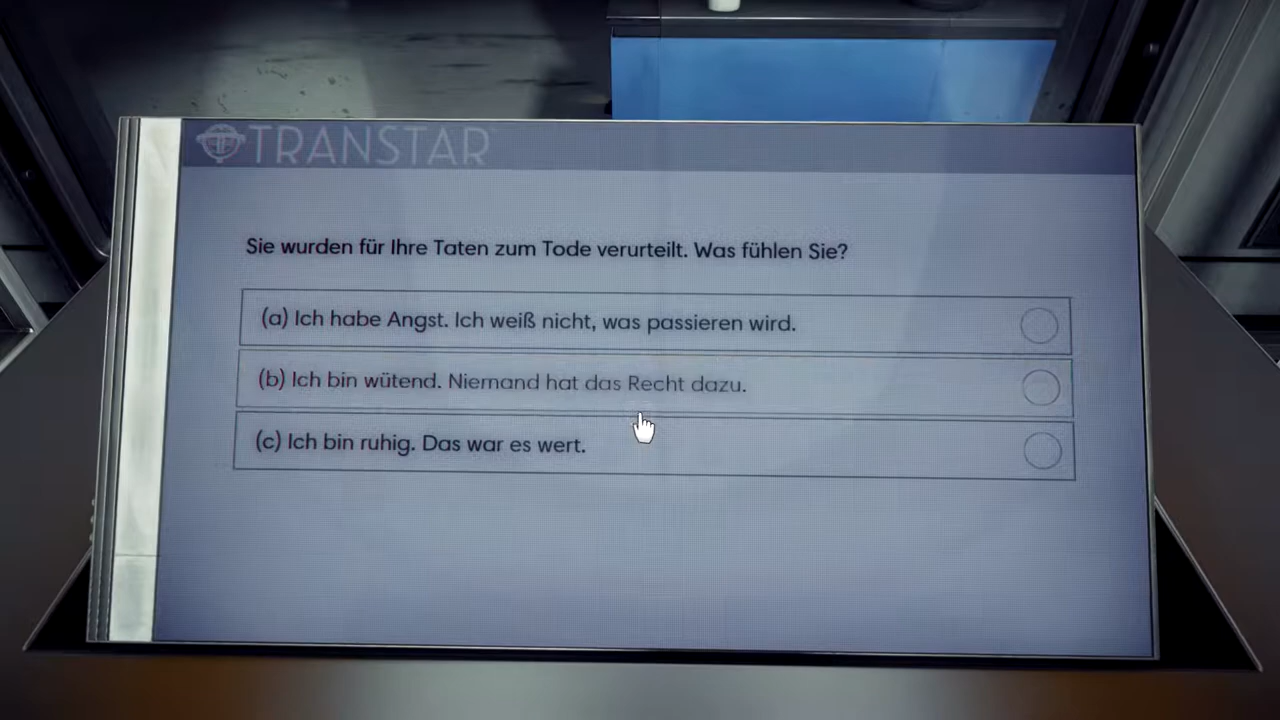 TRANSTAR
Sie wurden für Ihre Taten zum Tode verurteilt. Was fühlen Sie?
(a) Ich habe Angst. Ich weiß nicht, was passieren wird.
(b) Ich bin wütend. Niemand hat das Recht dazu.
(c) Ich bin ruhig. Das war es wert.